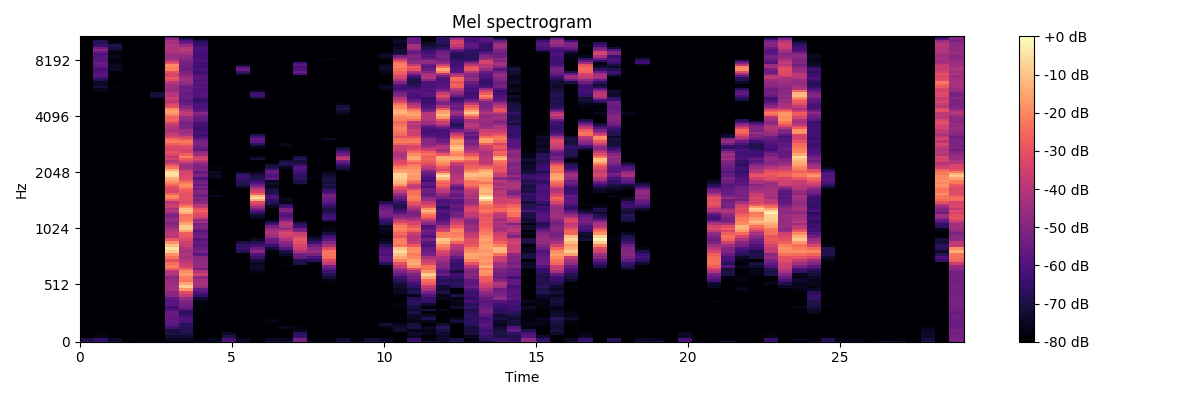 Mel spectrogram
+0 dB
8192
-10 dB
4096
-20 dB
2048
-30 dB
Hz
-40 dB
1024
-50 dB
512
-60 dB
-70 dB
0
-80 dB
0 5 10 15 20 25
Time